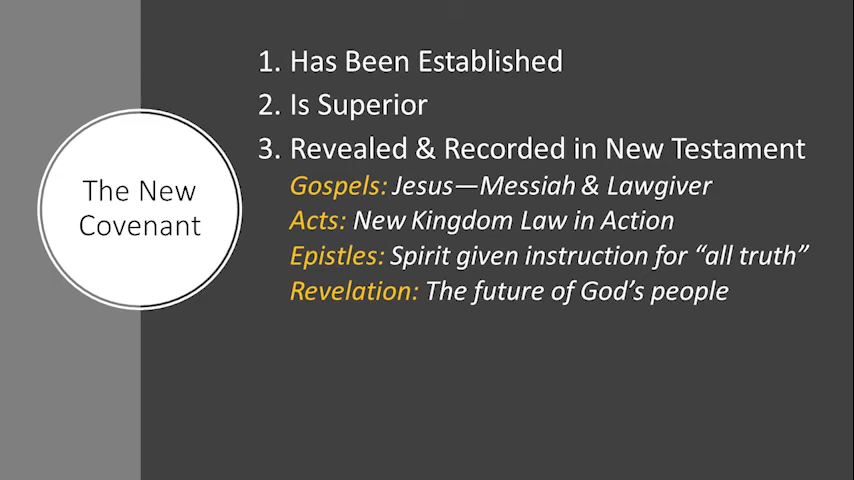 The New
Covenant
1. Has Been Established
2. Is Superior
3. Revealed & Recorded in New Testament
Gospels: Jesus—Messiah & Lawgiver
Acts: New Kingdom Law in Action
Epistles: Spirit given instruction for “all truth”
Revelation: The future of God’s people